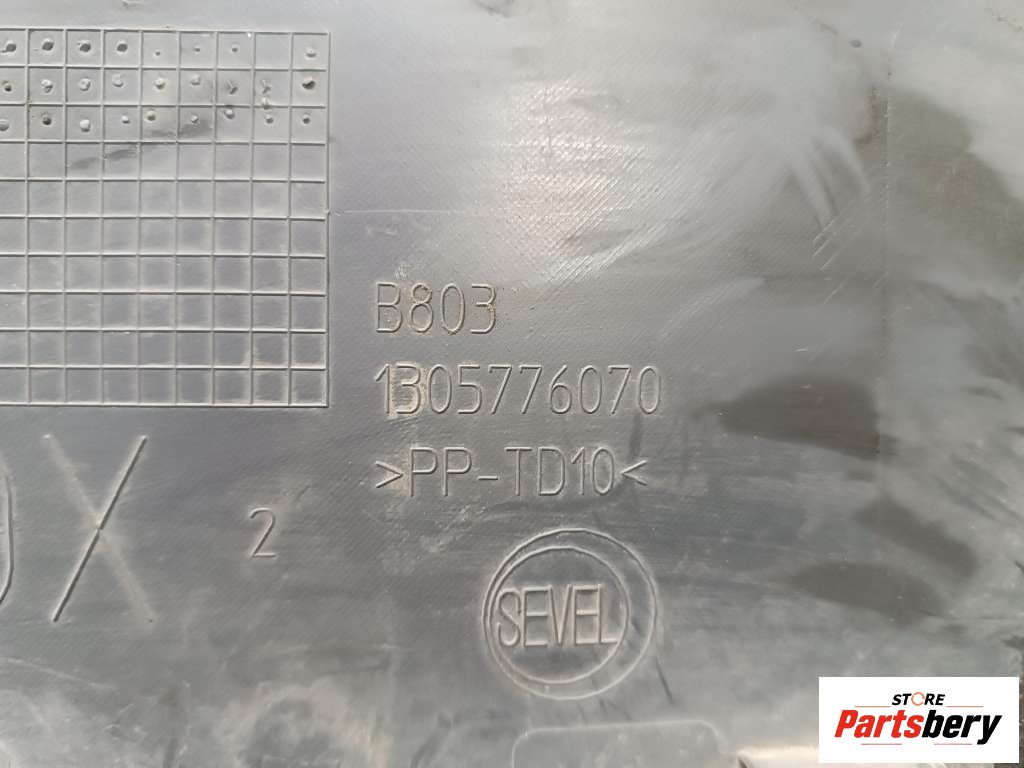 B803
1305776070
>PP-TD10<
X
2
SEVEL
STORE
Partsbery